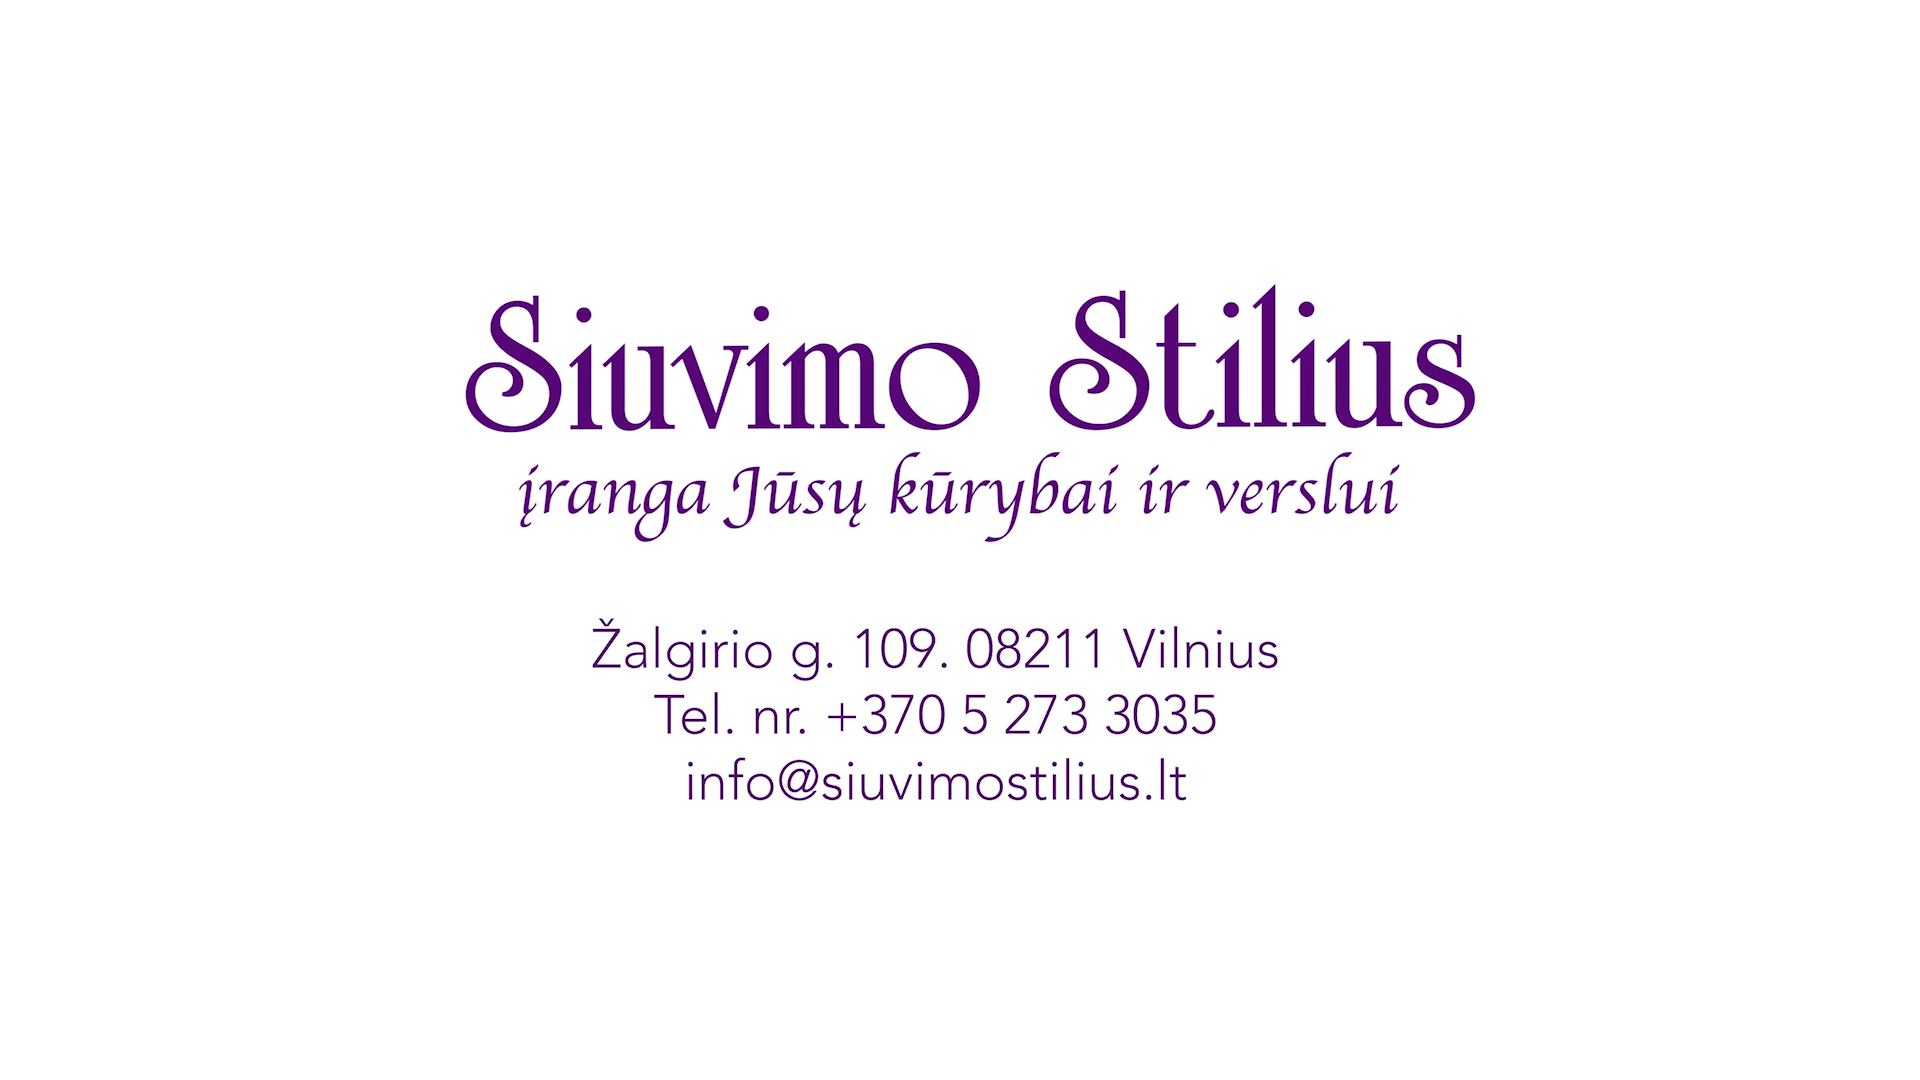 Siuvimo Stilius
įranga Jūsų kūrybai ir verslui
Žalgirio g. 109. 08211 Vilnius
Tel. nr. +370 5 273 3035
info@siuvimostilius.lt